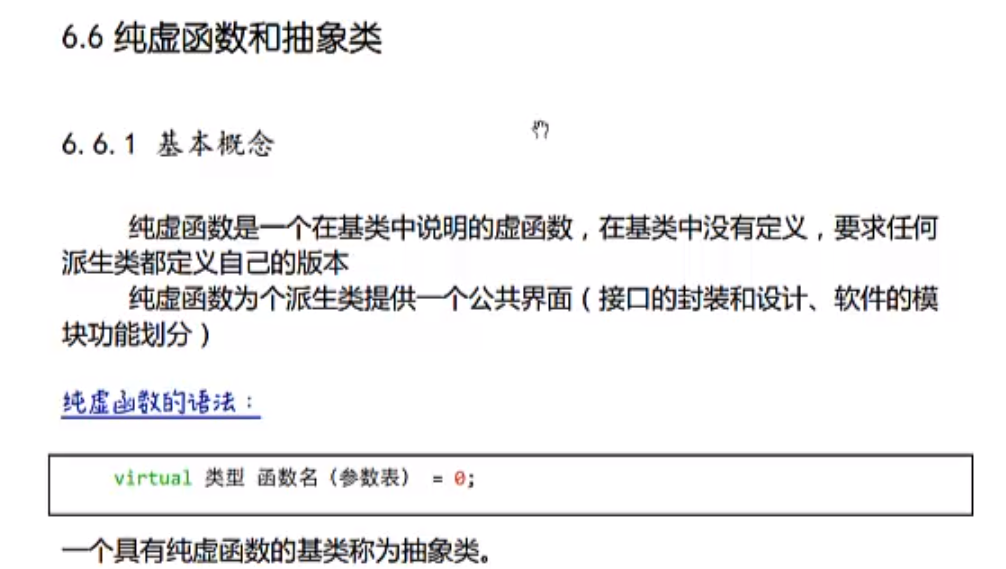 6.6 纯虚函数和抽象类
6.6.1 基本概念
纯虚函数是一个在基类中说明的虚函数，在基类中没有定义，要求任何
派生类都定义自己的版本
纯虚函数为个派生类提供一个公共界面（接口的封装和设计、软件的模
块功能划分）
纯虚函数的语法：
virtual 类型 函数名（参数表） = 0;
一个具有纯虚函数的基类称为抽象类。